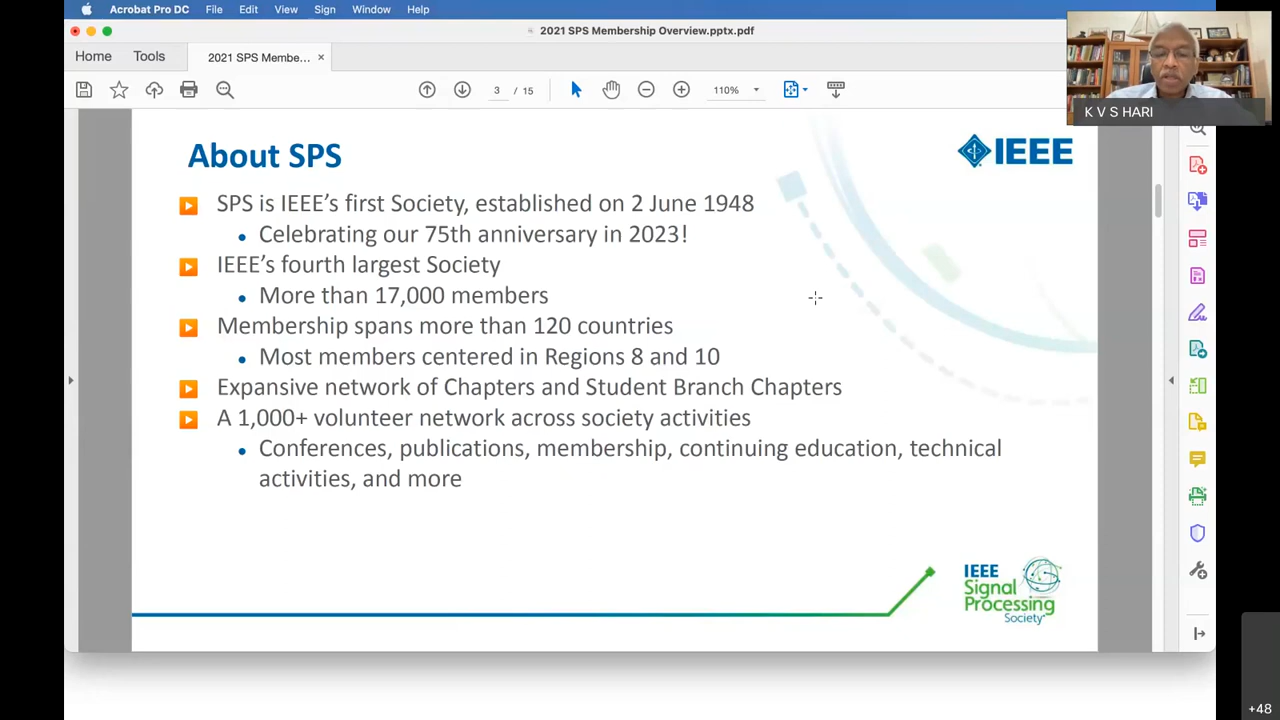 Acrobat Pro DC File Edit View Sign Window Help
2021 SPS Membership Overview.pptx.pdf
Home Tools 2021 SPS Membe... ×
3 / 15 110%
K V S HARI
About SPS
IEEE
SPS is IEEE’s first Society, established on 2 June 1948
• Celebrating our 75th anniversary in 2023!
IEEE’s fourth largest Society
• More than 17,000 members
Membership spans more than 120 countries
• Most members centered in Regions 8 and 10
Expansive network of Chapters and Student Branch Chapters
A 1,000+ volunteer network across society activities
• Conferences, publications, membership, continuing education, technical
activities, and more
IEEE
Signal
Processing
Society
+48